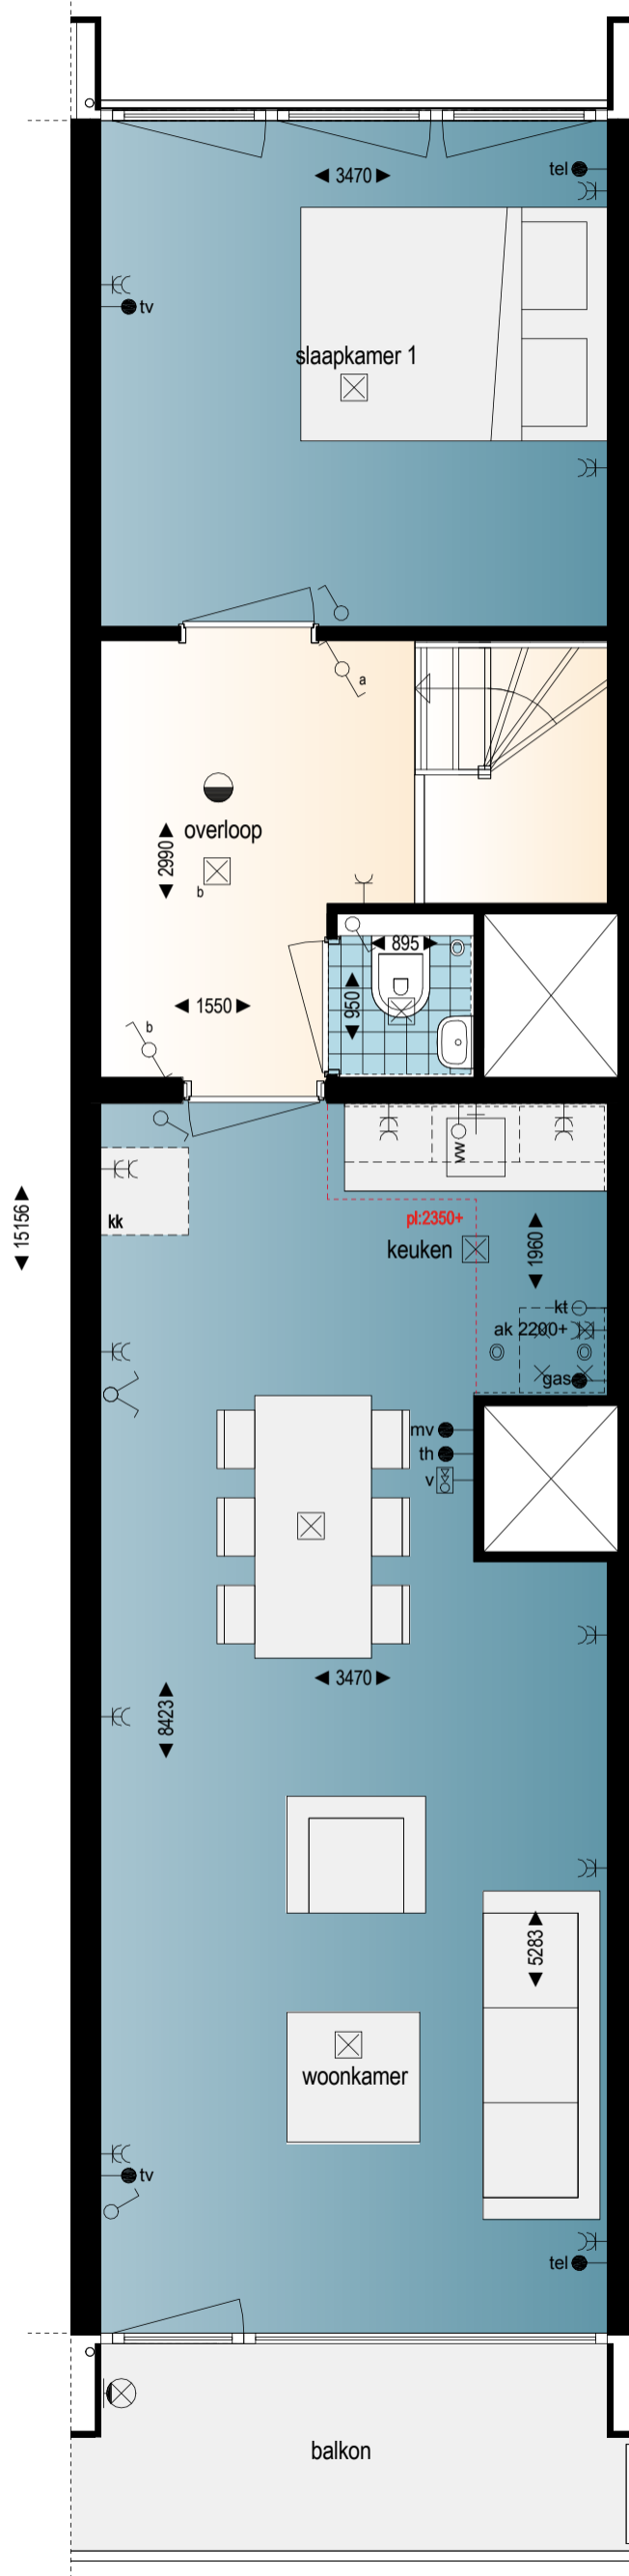 3470
tel
tv
slaapkamer 1
a
overloop
2990
b
895
950
1550
b
vw
kk
15156
pl:2350+
keuken
1960
kt
ak 2200+
gas
mv
th
v
3470
8423
5283
woonkamer
tv
tel
balkon